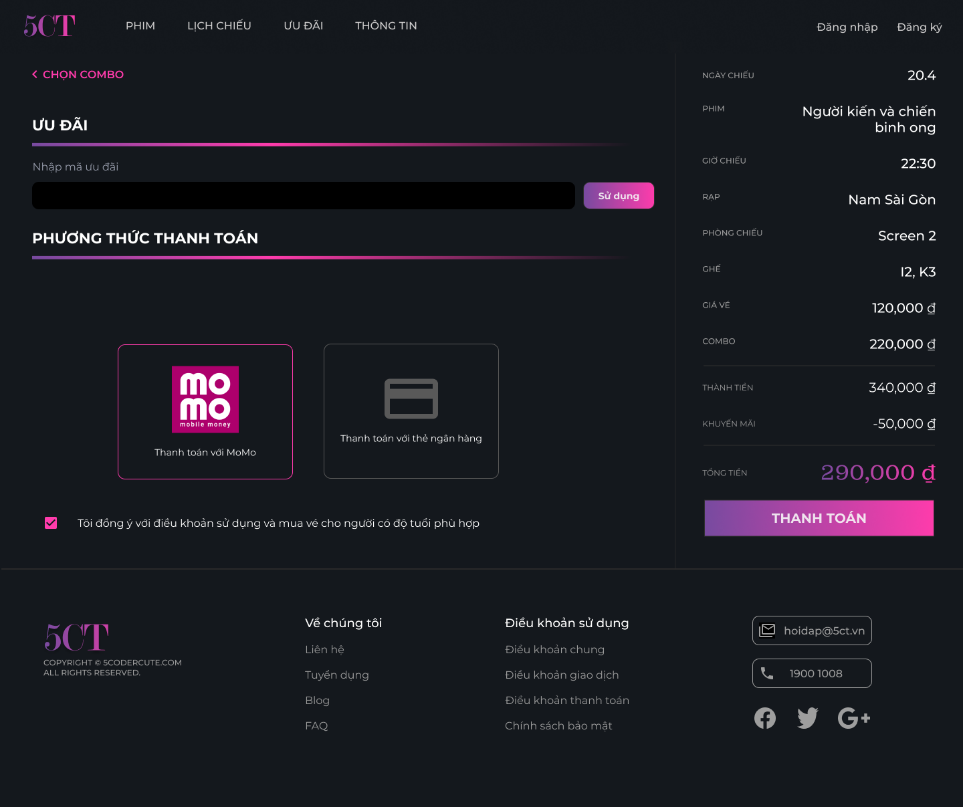 5CT
PHIM
LỊCH CHIẾU
ƯU ĐÃI
THÔNG TIN
Đăng nhập
Đăng ký
CHỌN COMBO
ƯU ĐÃI
Nhập mã ưu đãi
Sử dụng
PHƯƠNG THỨC THANH TOÁN
mo
mo
mobile money
Thanh toán với MoMo
Thanh toán với thẻ ngân hàng
Tôi đồng ý với điều khoản sử dụng và mua vé cho người có độ tuổi phù hợp
NGÀY CHIẾU
20.4
PHIM
Người kiến và chiến
binh ong
GIỜ CHIẾU
22:30
RẠP
Nam Sài Gòn
PHÒNG CHIẾU
Screen 2
GHẾ
I2, K3
GIÁ VÉ
120,000 ₫
COMBO
220,000 ₫
THÀNH TIỀN
340,000 ₫
KHUYẾN MÃI
-50,000 ₫
TỔNG TIỀN
290,000 ₫
THANH TOÁN
5CT
COPYRIGHT © 5CODERCUTE.COM
ALL RIGHTS RESERVED.
Về chúng tôi
Liên hệ
Tuyển dụng
Blog
FAQ
Điều khoản sử dụng
Điều khoản chung
Điều khoản giao dịch
Điều khoản thanh toán
Chính sách bảo mật
hoidap@5ct.vn
1900 1008